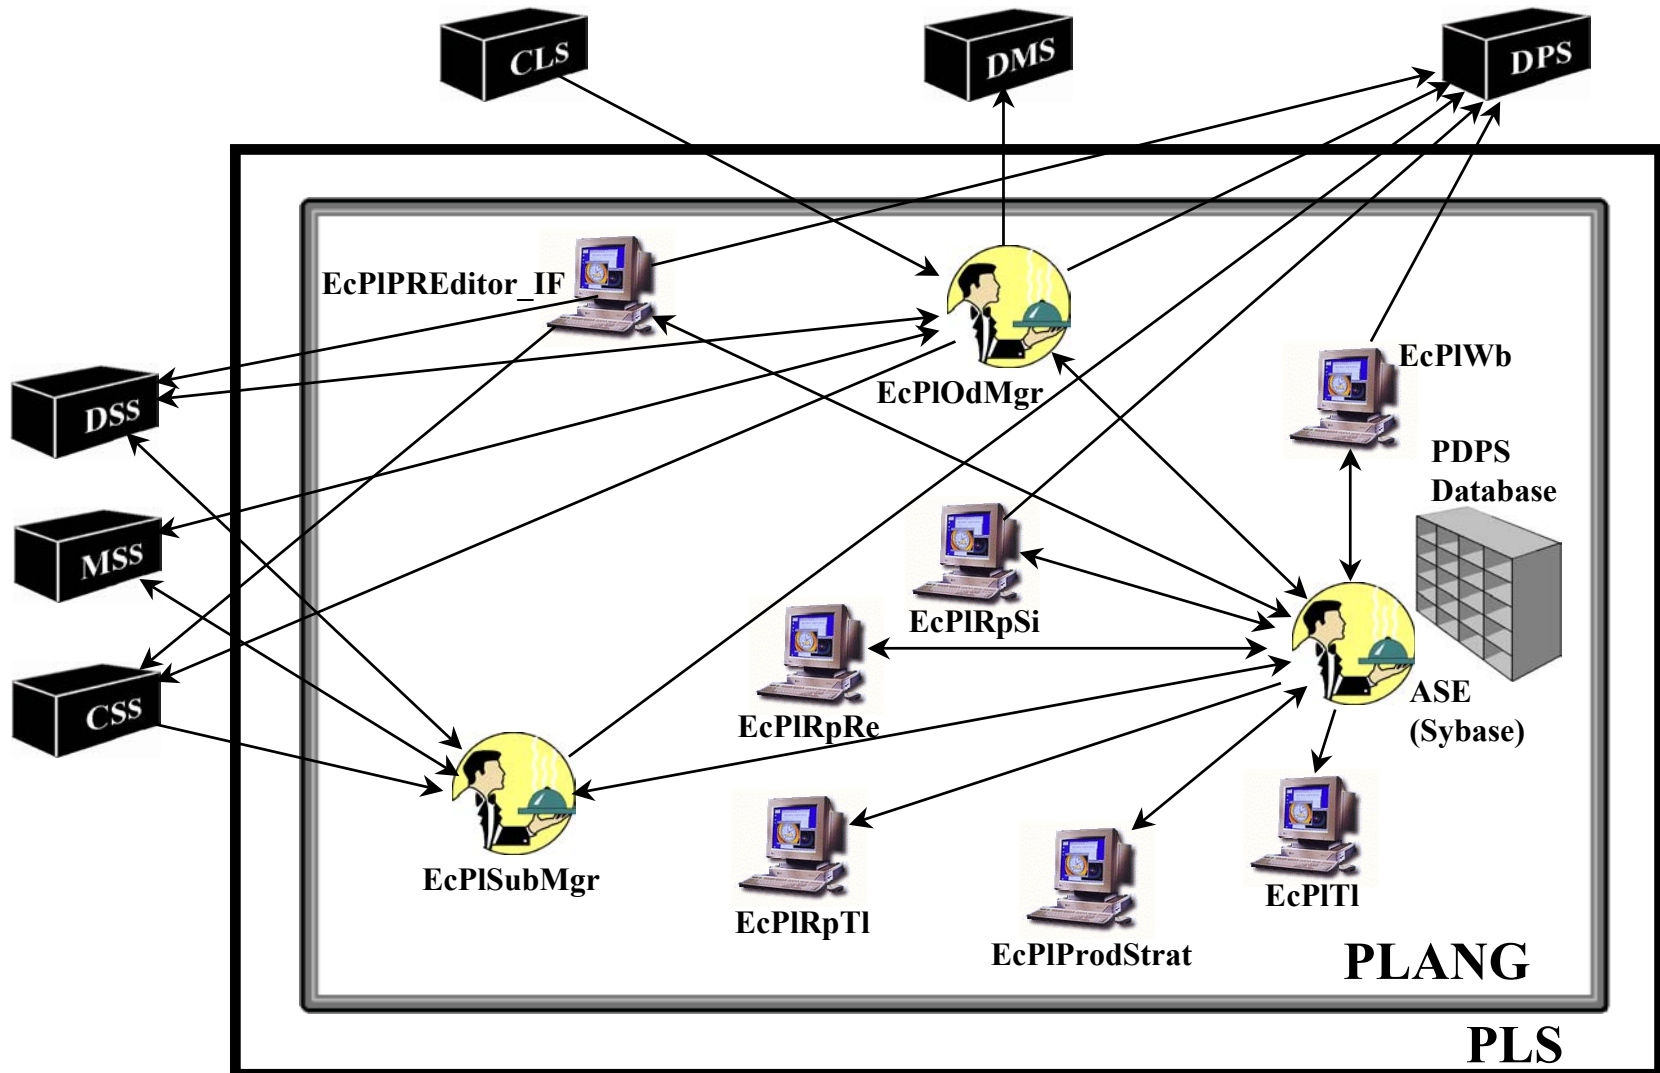 CLS
DMS
DPS
EcPlPREditor_IF
EcPlOdMgr
EcPlWb
DSS
PDPS
Database
MSS
EcPlRpSi
CSS
EcPlRpRe
ASE
(Sybase)
EcPlSubMgr
EcPlRpTl
EcPlProdStrat
EcPlTl
PLANG
PLS